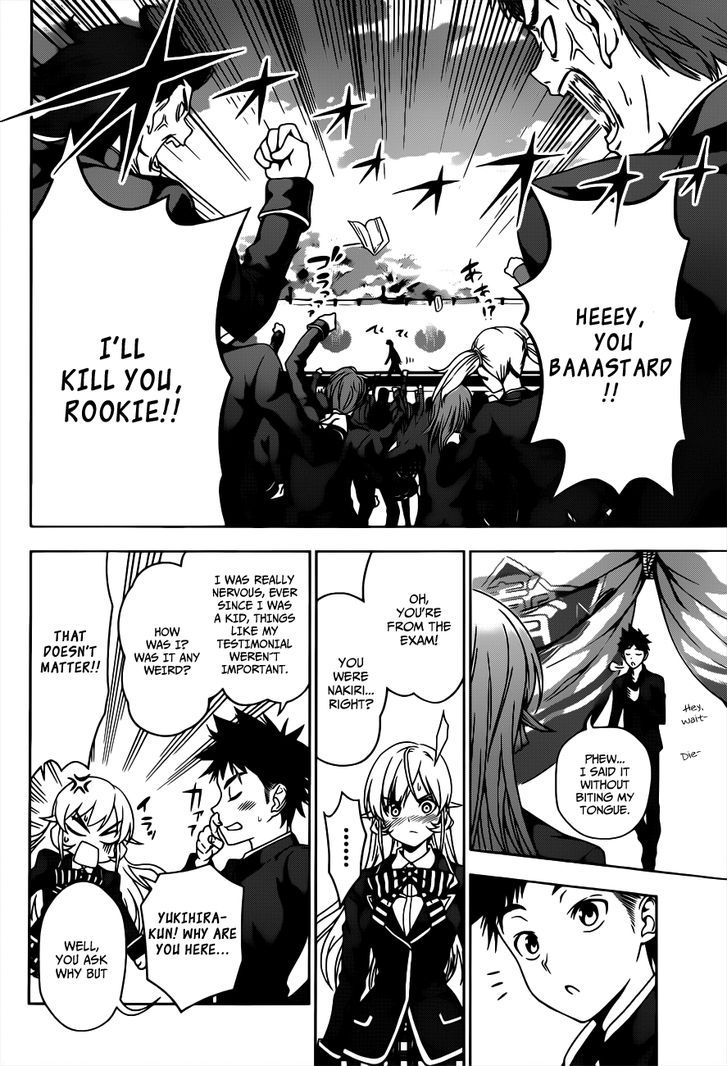 HEEEY,
YOU
BAAASTARD
!!
I'LL
KILL YOU,
ROOKIE!!
Hey,
wait-
Die-
PHEW...
I SAID IT
WITHOUT
BITING MY
TONGUE.
OH,
YOU'RE
FROM THE
EXAM!
YOU
WERE
NAKIRI...
RIGHT?
I WAS REALLY
NERVOUS, EVER
SINCE I WAS
A KID, THINGS
LIKE MY
TESTIMONIAL
WEREN'T
IMPORTANT.
HOW
WAS I?
WAS IT ANY
WEIRD?
THAT
DOESN'T
MATTER!!
YUKIHIRA-
KUN! WHY ARE
YOU HERE...
WELL,
YOU ASK
WHY BUT